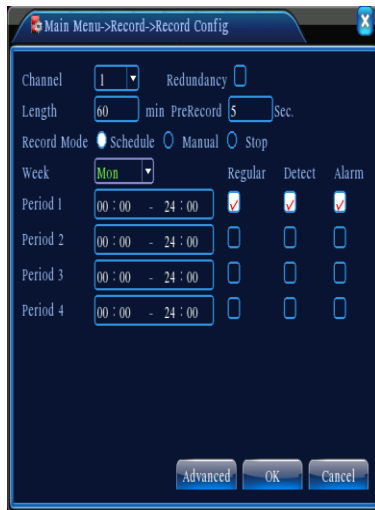 Main Menu->Record->Record Config
Channel 1 Redundancy
Length 60 min PreRecord 5 Sec.
Record Mode Schedule Manual Stop
Week Mon Regular Detect Alarm
Period 1 00:00 - 24:00
Period 2 00:00 - 24:00
Period 3 00:00 - 24:00
Period 4 00:00 - 24:00
Advanced OK Cancel